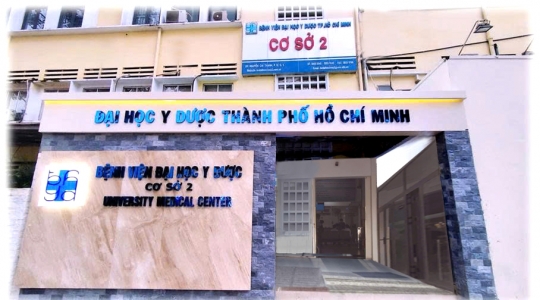 BỆNH VIỆN ĐẠI HỌC Y DƯỢC TP.HỒ CHÍ MINH
CƠ SỞ 2
ĐẠI HỌC Y DƯỢC THÀNH PHỐ HỒ CHÍ MINH
BỆNH VIỆN ĐẠI HỌC Y DƯỢC
CƠ SỞ 2
UNIVERSITY MEDICAL CENTER